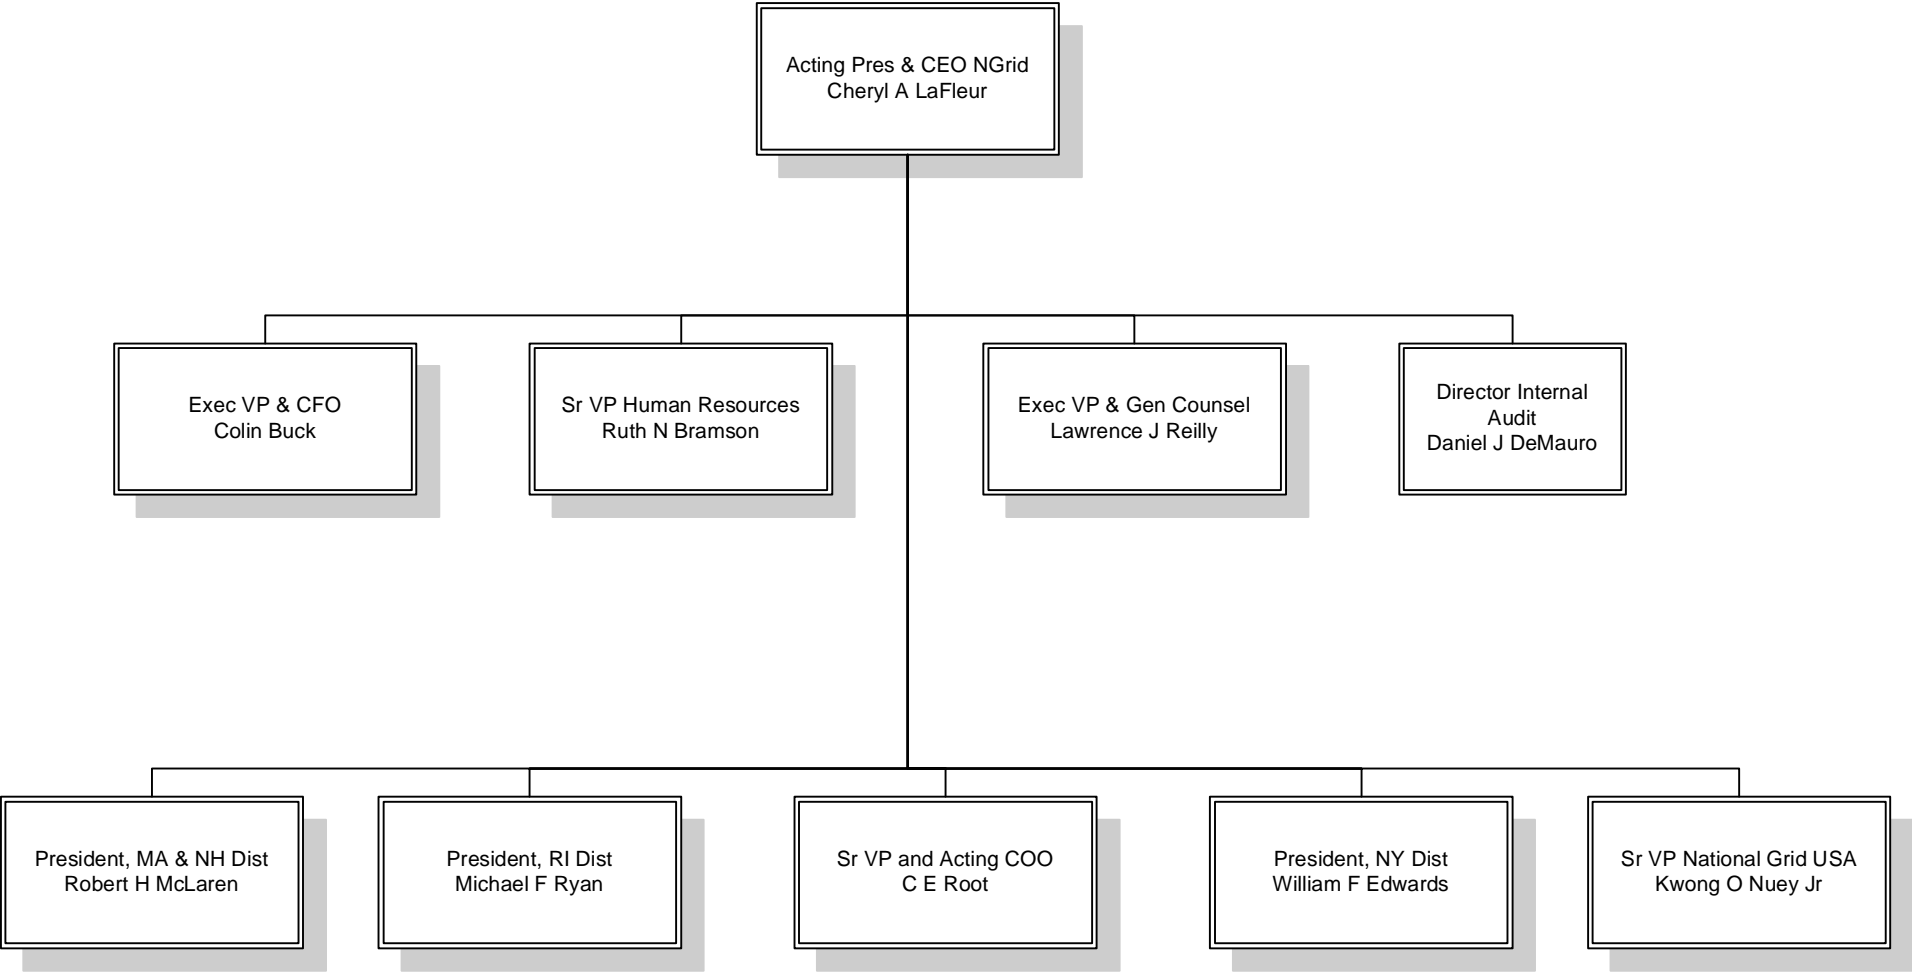 Acting Pres & CEO NGrid
Cheryl A LaFleur
Exec VP & CFO
Colin Buck
Sr VP Human Resources
Ruth N Bramson
Exec VP & Gen Counsel
Lawrence J Reilly
Director Internal
Audit
Daniel J DeMauro
President, MA & NH Dist
Robert H McLaren
President, RI Dist
Michael F Ryan
Sr VP and Acting COO
C E Root
President, NY Dist
William F Edwards
Sr VP National Grid USA
Kwong O Nuey Jr